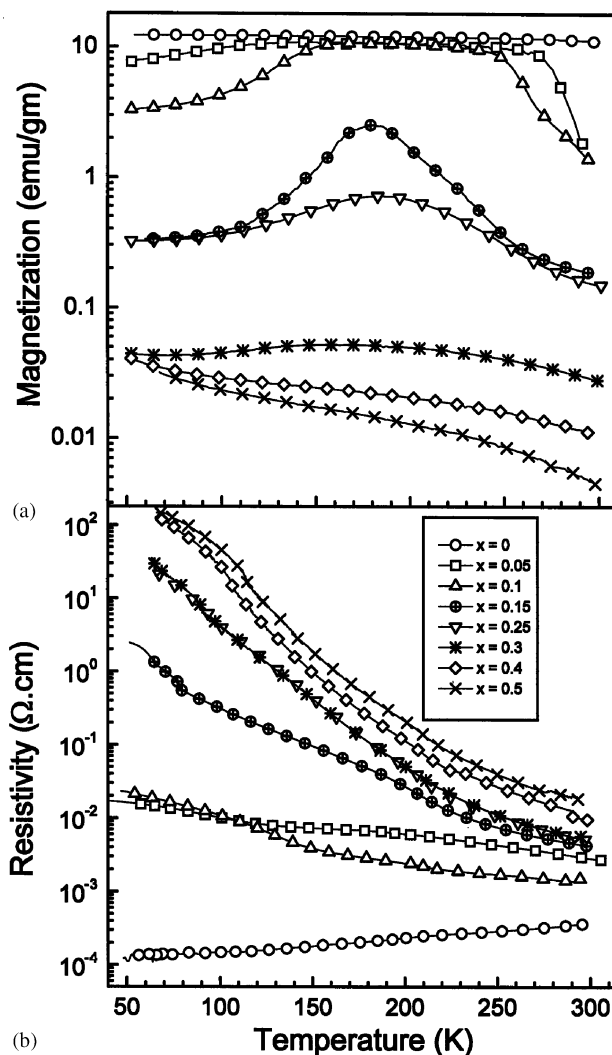 10
1
0.1
0.01
Magnetization (emu/gm)
(a)
10²
10¹
10⁰
10⁻¹
10⁻²
10⁻³
10⁻⁴
Resistivity (Ω.cm)
x = 0
x = 0.05
x = 0.1
x = 0.15
x = 0.25
x = 0.3
x = 0.4
x = 0.5
50 100 150 200 250 300
(b)
Temperature (K)